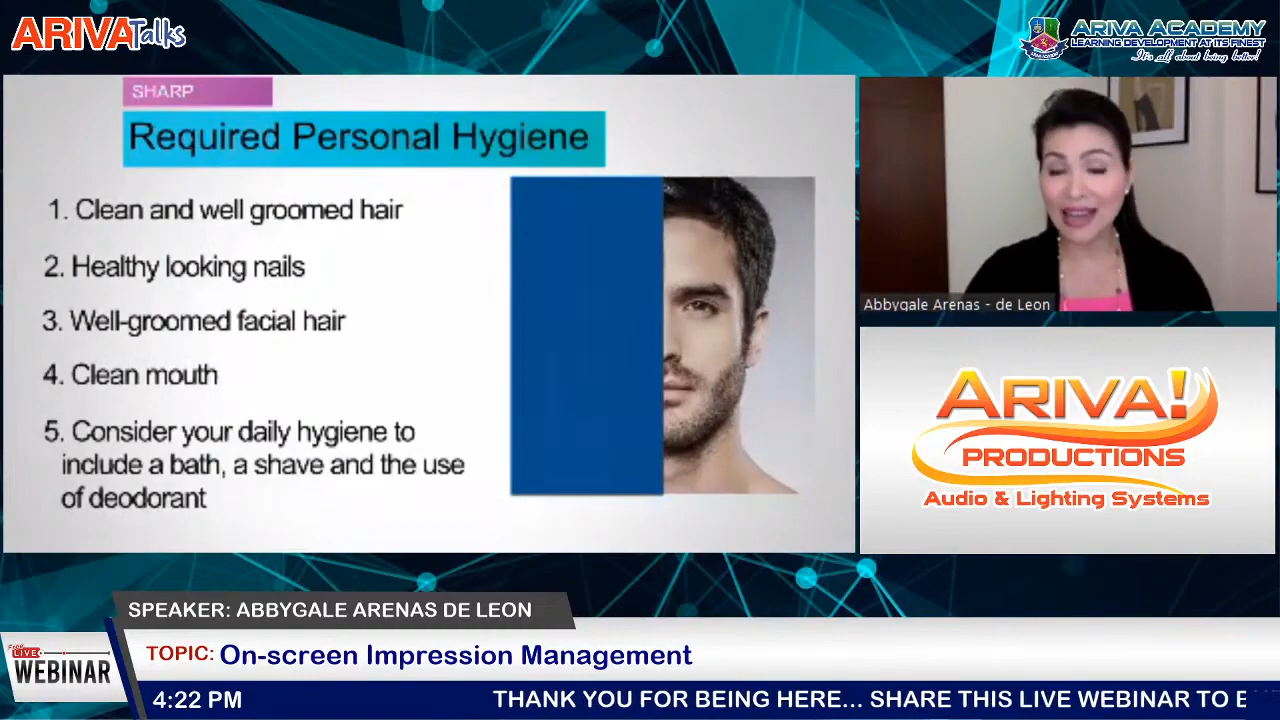 ARIVATalks
ARIVA ACADEMY
LEARNING DEVELOPMENT AT ITS FINEST
It's all about being better!
SHARP
Required Personal Hygiene
1. Clean and well groomed hair
2. Healthy looking nails
3. Well-groomed facial hair
4. Clean mouth
5. Consider your daily hygiene to
include a bath, a shave and the use
of deodorant
Abbygale Arenas - de Leon
ARIVA!
PRODUCTIONS
Audio & Lighting Systems
SPEAKER: ABBYGALE ARENAS DE LEON
TOPIC: On-screen Impression Management
Free LIVE
WEBINAR
4:22 PM
THANK YOU FOR BEING HERE... SHARE THIS LIVE WEBINAR TO